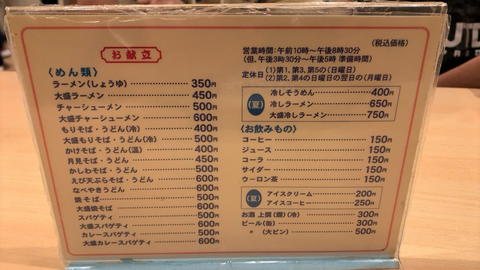 お献立
〈めん類〉
ラーメン(しょうゆ) 350円
大盛ラーメン 450円
チャーシューメン 500円
大盛チャーシューメン 600円
もりそば・うどん(冷) 400円
大盛もりそば・うどん(冷) 500円
かけそば・うどん(温) 400円
月見そば・うどん 450円
かしわそば・うどん 500円
えび天ぷらそば・うどん 600円
なべやきうどん 600円
焼そば 500円
大盛焼そば 600円
スパゲティ 500円
大盛スパゲティ 600円
カレースパゲティ 500円
大盛カレースパゲティ 600円
営業時間:午前10時〜午後8時30分 (税込価格)
(但、午後3時30分〜午後5時 準備時間)
定休日 (1)第1、第3、第5の(日曜日)
(2)第2、第4の日曜日の翌日の(月曜日)
夏
冷しそうめん 400円
冷しラーメン 650円
大盛冷しラーメン 750円
〈お飲みもの〉
コーヒー 150円
ジュース 150円
コーラ 150円
サイダー 150円
ウーロン茶 150円
夏
アイスクリーム 200円
アイスコーヒー 250円
お酒 上撰(燗)(冷) 300円
ビール(缶) 300円
〃 (大ビン) 500円